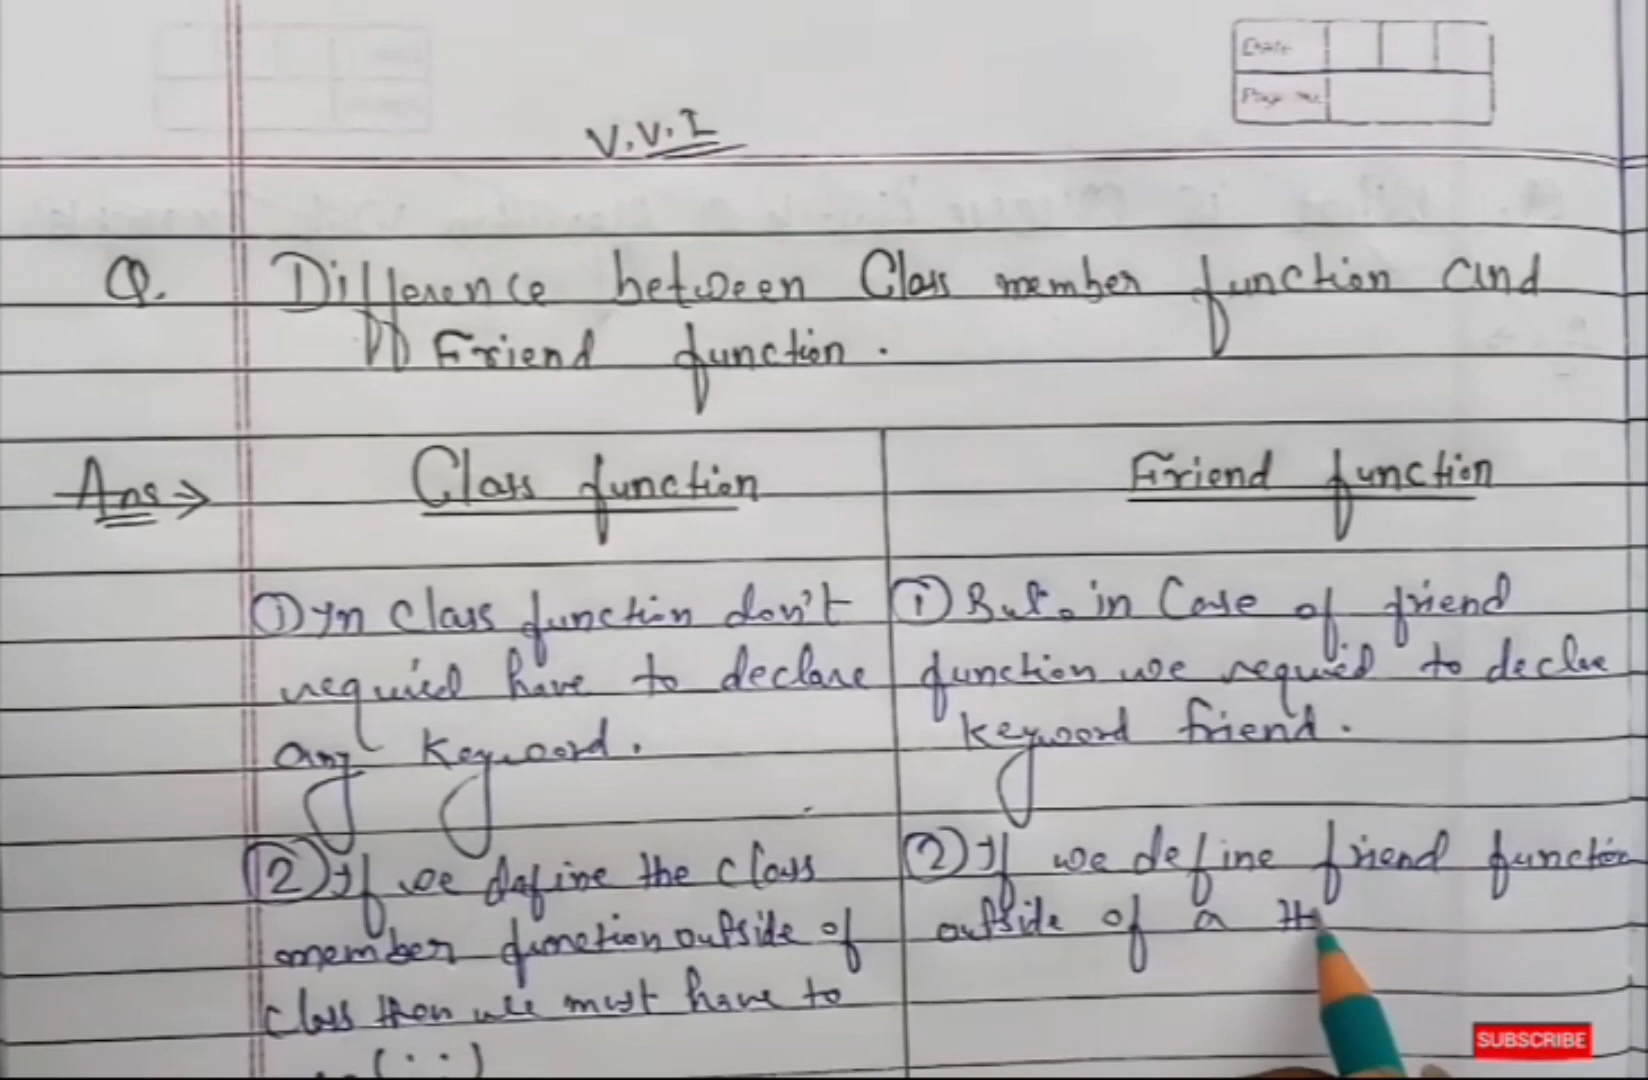 Date
Page No.
V.V.I
Q. Difference between Class member function and
Friend function.
Ans → Class function
Friend function
① In class function don't
requried have to declare
any keyword.
② If we define the class
member function outside of
class then we must have to
(::)
① But in Case of friend
function we requried to declare
keyword friend.
② If we define friend function
outside of a
SUBSCRIBE